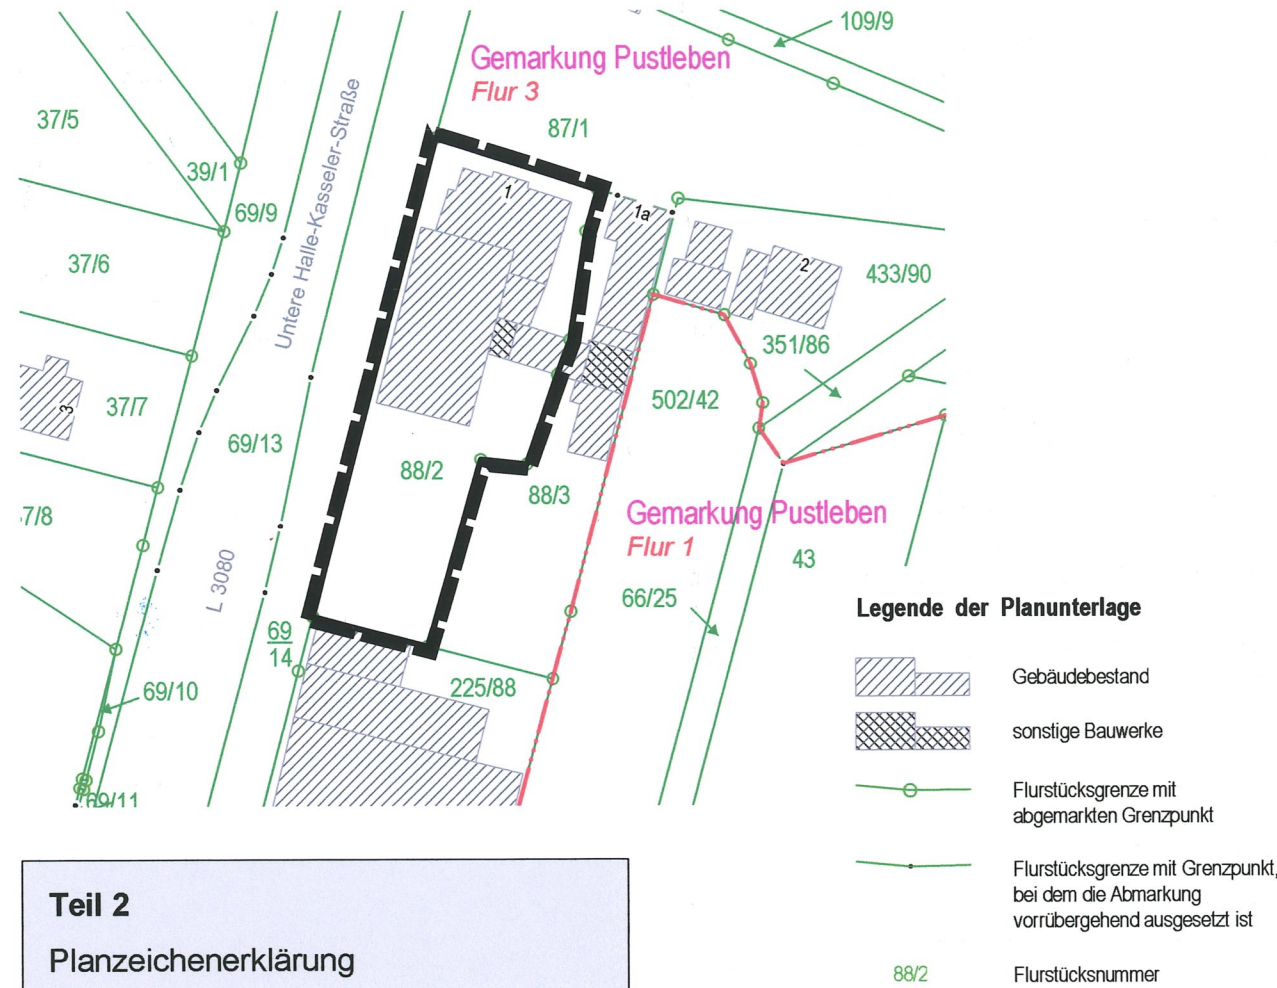 109/9
Gemarkung Pustleben
Flur 3
87/1
37/5
39/1
69/9
Untere Halle-Kasseler-Straße
1
1a
2
37/6
433/90
351/86
3
37/7
502/42
69/13
88/2
88/3
7/8
Gemarkung Pustleben
Flur 1
43
L 3080
66/25
69
14
69/10
225/88
69/11
Legende der Planunterlage
Gebäudebestand
sonstige Bauwerke
Flurstücksgrenze mit
abgemarkten Grenzpunkt
Flurstücksgrenze mit Grenzpunkt,
bei dem die Abmarkung
vorrübergehend ausgesetzt ist
88/2 Flurstücksnummer
Teil 2
Planzeichenerklärung